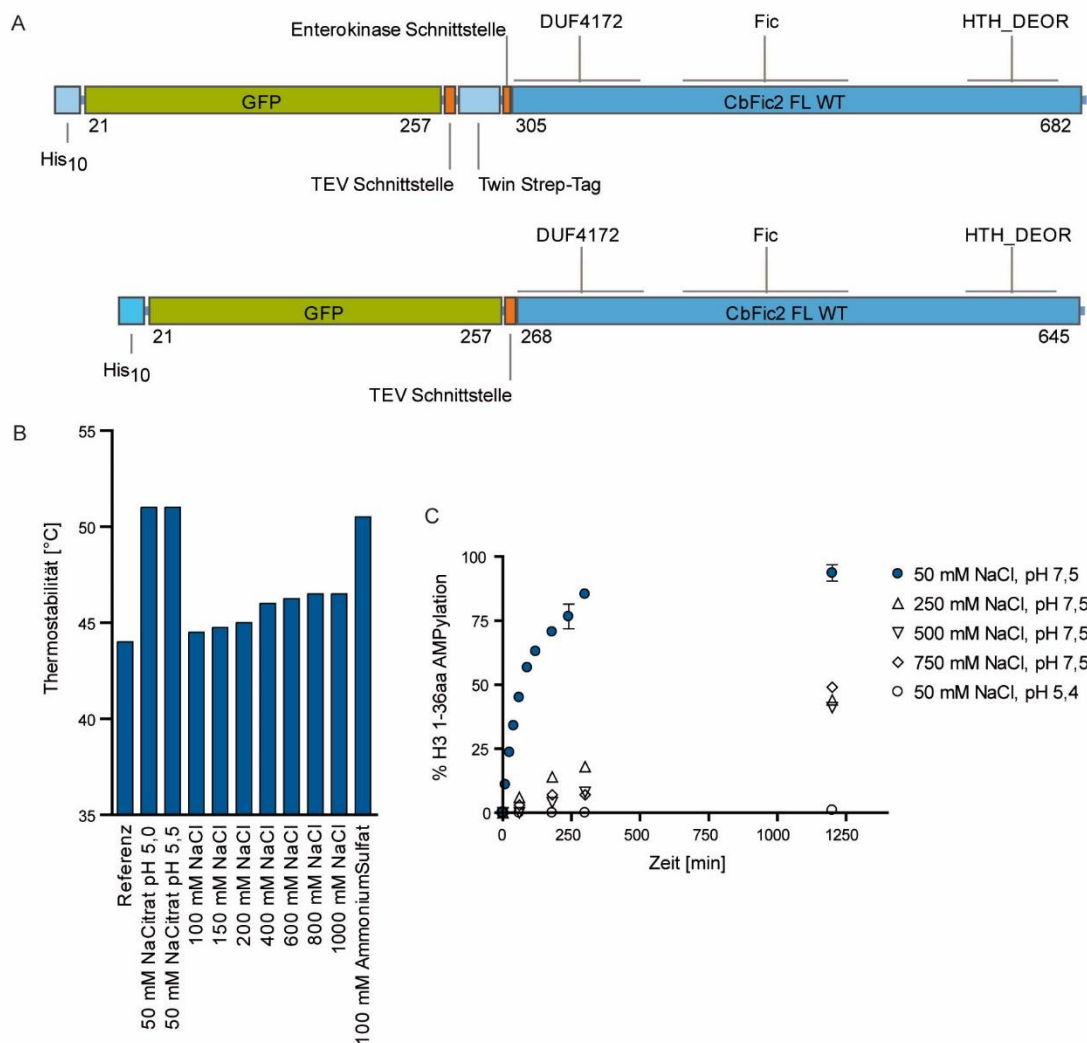 A
Enterokinase Schnittstelle
DUF4172
Fic
HTH_DEOR
GFP
CbFic2 FL WT
21
257
305
682
His10
TEV Schnittstelle
Twin Strep-Tag
DUF4172
Fic
HTH_DEOR
GFP
CbFic2 FL WT
21
257
268
645
His10
TEV Schnittstelle
B
55
50
45
40
35
Thermostabilität [°C]
Referenz
50 mM NaCitrat pH 5,0
50 mM NaCitrat pH 5,5
100 mM NaCl
150 mM NaCl
200 mM NaCl
400 mM NaCl
600 mM NaCl
800 mM NaCl
1000 mM NaCl
100 mM AmmoniumSulfat
C
100
75
50
25
0
% H3 1-36aa AMPylation
0
250
500
750
1000
1250
Zeit [min]
50 mM NaCl, pH 7,5
250 mM NaCl, pH 7,5
500 mM NaCl, pH 7,5
750 mM NaCl, pH 7,5
50 mM NaCl, pH 5,4